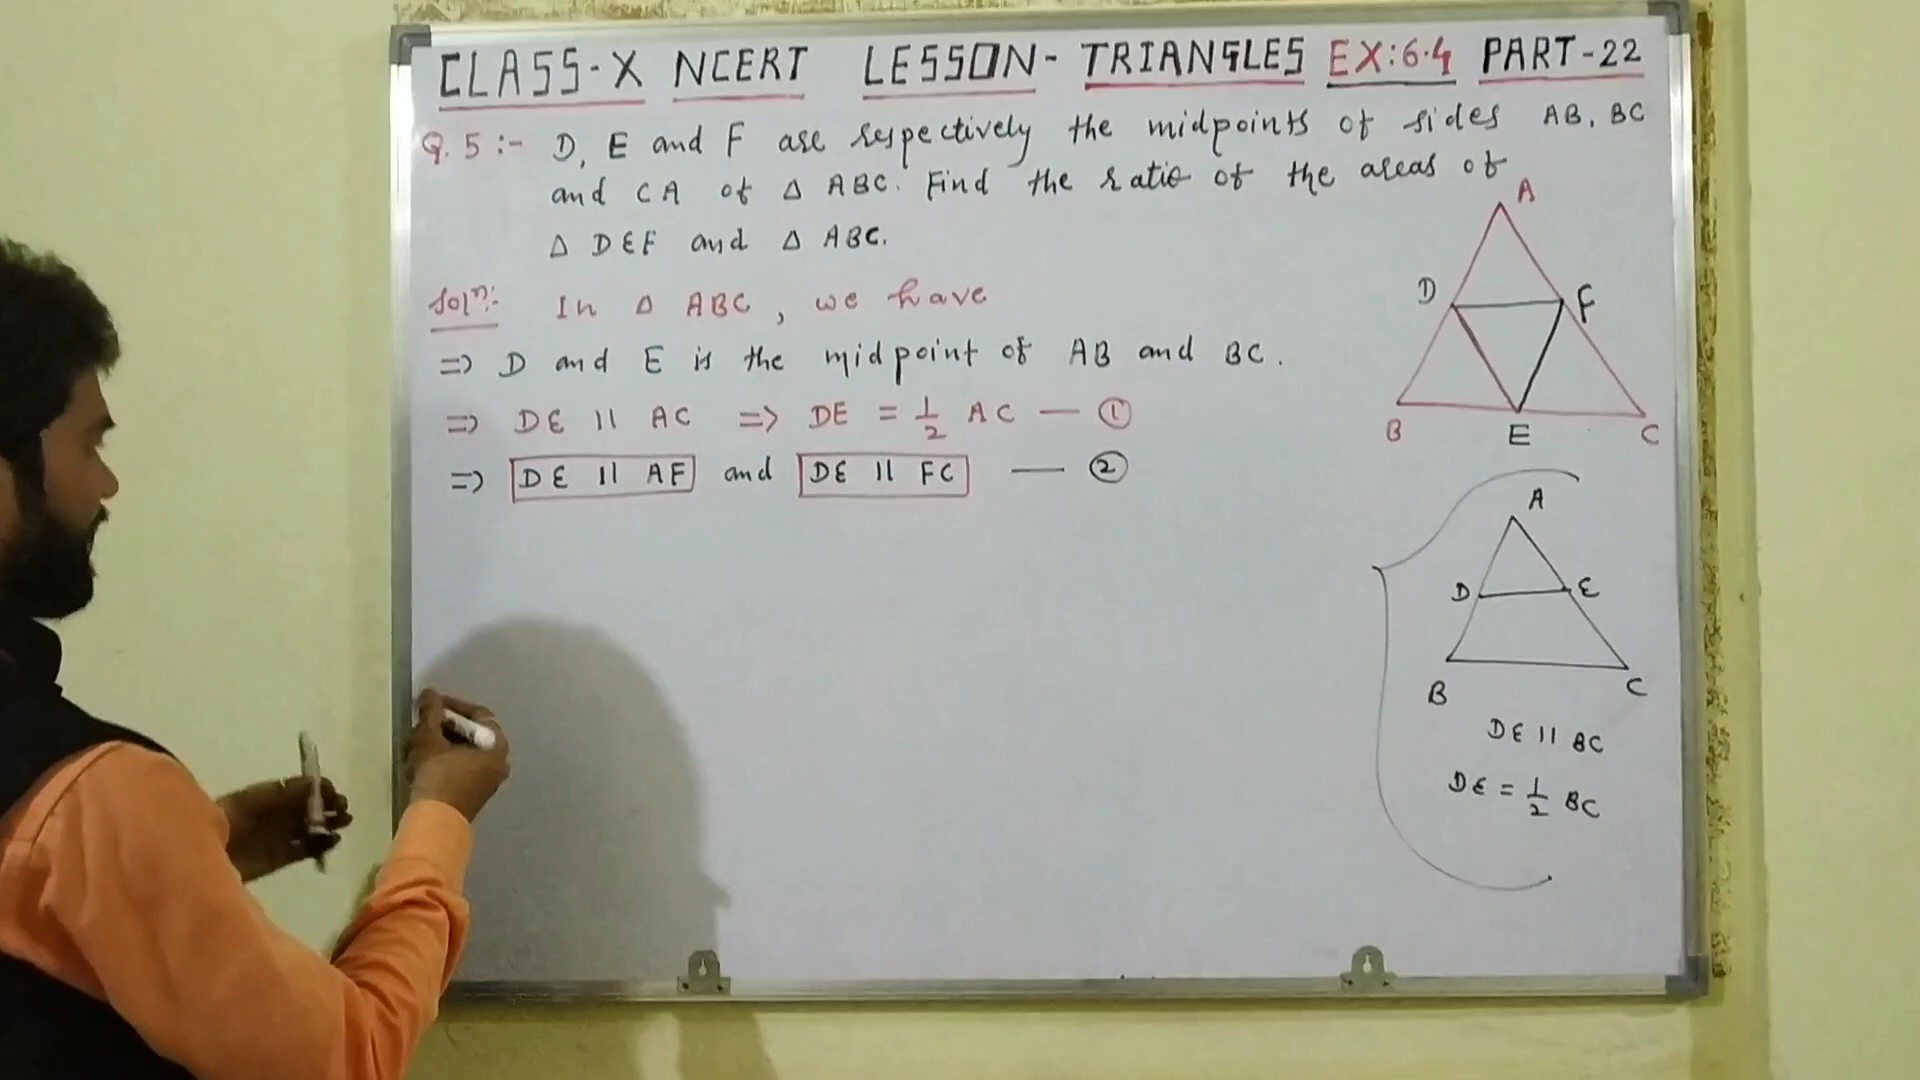 CLASS-X NCERT LESSON- TRIANGLES EX:6.4 PART-22
Q. 5 :- D, E and F are respectively the midpoints of sides AB, BC
and CA of Δ ABC. Find the ratio of the areas of
Δ DEF and Δ ABC.
Solⁿ:- In Δ ABC, we have
=> D and E is the midpoint of AB and BC.
=> DE || AC => DE = 1/2 AC — ①
=> DE || AF and DE || FC — ②
A
D
F
B
E
C
A
D
E
B
C
DE || BC
DE = 1/2 BC